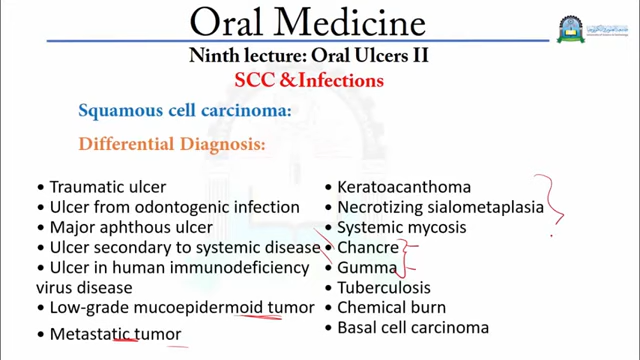 Oral Medicine
Ninth lecture: Oral Ulcers II
SCC &Infections
Squamous cell carcinoma:
Differential Diagnosis:
• Traumatic ulcer
• Ulcer from odontogenic infection
• Major aphthous ulcer
• Ulcer secondary to systemic disease
• Ulcer in human immunodeficiency
virus disease
• Low-grade mucoepidermoid tumor
• Metastatic tumor
• Keratoacanthoma
• Necrotizing sialometaplasia
• Systemic mycosis
• Chancre
• Gumma
• Tuberculosis
• Chemical burn
• Basal cell carcinoma